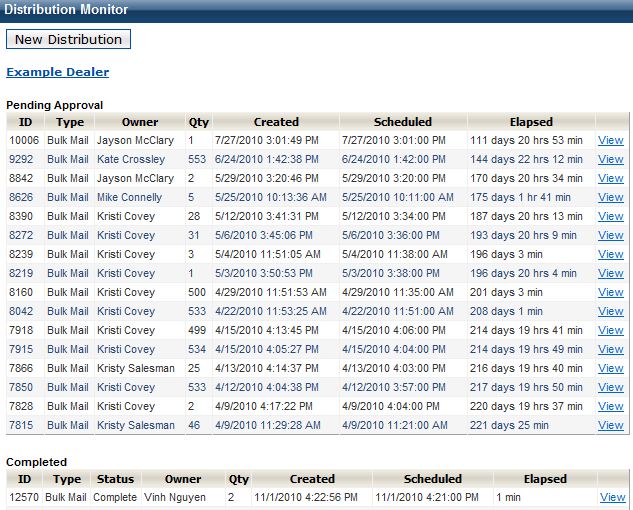 Distribution Monitor
New Distribution
Example Dealer
Pending Approval
ID Type Owner Qty Created Scheduled Elapsed
10006 Bulk Mail Jayson McClary 1 7/27/2010 3:01:49 PM 7/27/2010 3:01:00 PM 111 days 20 hrs 53 min View
9292 Bulk Mail Kate Crossley 553 6/24/2010 1:42:38 PM 6/24/2010 1:42:00 PM 144 days 22 hrs 12 min View
8842 Bulk Mail Jayson McClary 2 5/29/2010 3:20:46 PM 5/29/2010 3:20:00 PM 170 days 20 hrs 34 min View
8626 Bulk Mail Mike Connelly 5 5/25/2010 10:13:36 AM 5/25/2010 10:11:00 AM 175 days 1 hr 41 min View
8390 Bulk Mail Kristi Covey 28 5/12/2010 3:41:31 PM 5/12/2010 3:34:00 PM 187 days 20 hrs 13 min View
8272 Bulk Mail Kristi Covey 31 5/6/2010 3:45:06 PM 5/6/2010 3:36:00 PM 193 days 20 hrs 9 min View
8239 Bulk Mail Kristi Covey 3 5/4/2010 11:51:05 AM 5/4/2010 11:38:00 AM 196 days 3 min View
8219 Bulk Mail Kristi Covey 1 5/3/2010 3:50:53 PM 5/3/2010 3:38:00 PM 196 days 20 hrs 4 min View
8160 Bulk Mail Kristi Covey 500 4/29/2010 11:51:53 AM 4/29/2010 11:35:00 AM 201 days 3 min View
8042 Bulk Mail Kristi Covey 533 4/22/2010 11:53:25 AM 4/22/2010 11:51:00 AM 208 days 1 min View
7918 Bulk Mail Kristi Covey 499 4/15/2010 4:13:45 PM 4/15/2010 4:06:00 PM 214 days 19 hrs 41 min View
7915 Bulk Mail Kristi Covey 534 4/15/2010 4:05:27 PM 4/15/2010 4:04:00 PM 214 days 19 hrs 49 min View
7866 Bulk Mail Kristy Salesman 25 4/13/2010 4:14:37 PM 4/13/2010 4:03:00 PM 216 days 19 hrs 40 min View
7850 Bulk Mail Kristi Covey 533 4/12/2010 4:04:38 PM 4/12/2010 3:57:00 PM 217 days 19 hrs 50 min View
7828 Bulk Mail Kristi Covey 2 4/9/2010 4:17:22 PM 4/9/2010 4:04:00 PM 220 days 19 hrs 37 min View
7815 Bulk Mail Kristy Salesman 46 4/9/2010 11:29:28 AM 4/9/2010 11:21:00 AM 221 days 25 min View
Completed
ID Type Status Owner Qty Created Scheduled Elapsed
12570 Bulk Mail Complete Vinh Nguyen 2 11/1/2010 4:22:56 PM 11/1/2010 4:21:00 PM 1 min View